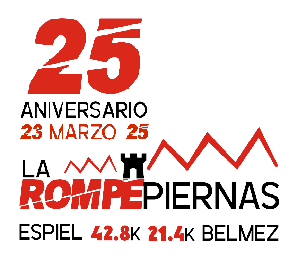 25
ANIVERSARIO
23 MARZO 25
LA
ROMPEPIERNAS
ESPIEL 42.8K 21.4K BELMEZ